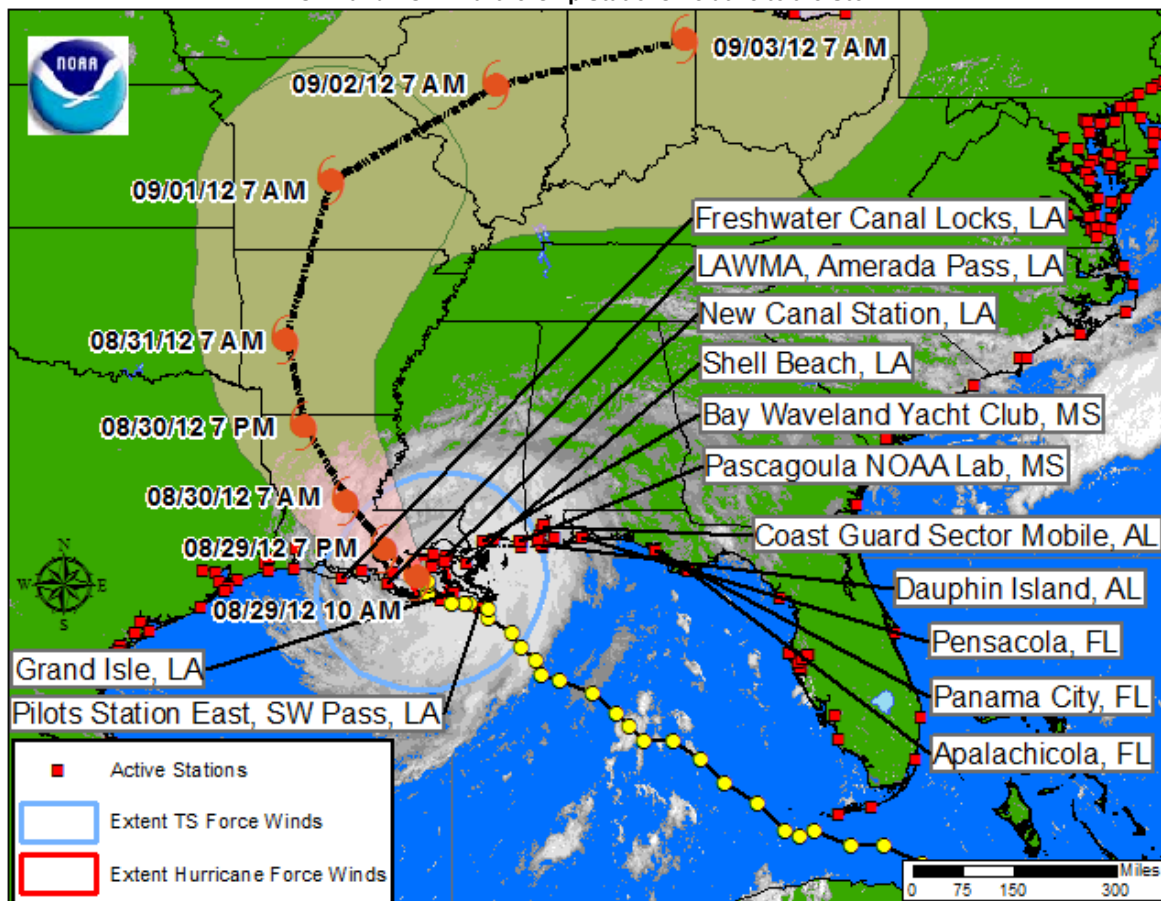 NOAA
09/03/12 7 AM
09/02/12 7 AM
09/01/12 7 AM
Freshwater Canal Locks, LA
LAWMA, Amerada Pass, LA
New Canal Station, LA
08/31/12 7 AM
Shell Beach, LA
Bay Waveland Yacht Club, MS
08/30/12 7 PM
Pascagoula NOAA Lab, MS
08/30/12 7 AM
Coast Guard Sector Mobile, AL
08/29/12 7 PM
N
W E
S
Dauphin Island, AL
08/29/12 10 AM
Pensacola, FL
Grand Isle, LA
Panama City, FL
Pilots Station East, SW Pass, LA
Apalachicola, FL
Active Stations
Extent TS Force Winds
Extent Hurricane Force Winds
Miles
0 75 150 300